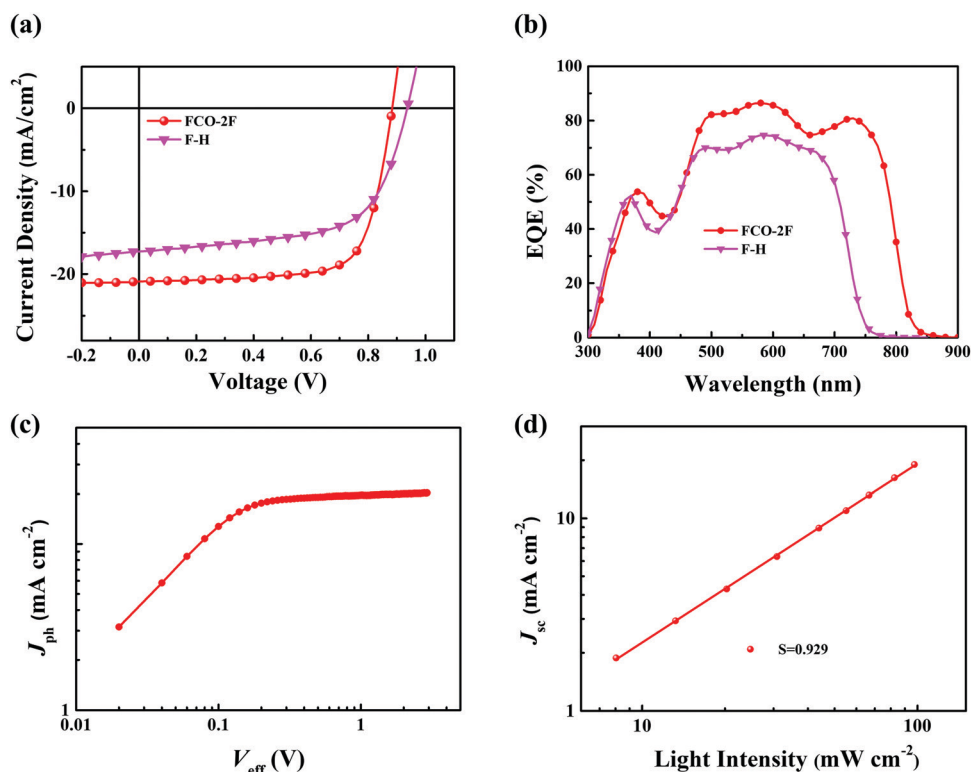 (a)
Current Density (mA/cm²)
0
-10
-20
FCO-2F
F-H
-0.2 0.0 0.2 0.4 0.6 0.8 1.0
Voltage (V)
(b)
EQE (%)
100
80
60
40
20
0
FCO-2F
F-H
300 400 500 600 700 800 900
Wavelength (nm)
(c)
Jph (mA cm-2)
1
0.01 0.1 1
Veff (V)
(d)
Jsc (mA cm-2)
10
1
S=0.929
10 100
Light Intensity (mW cm-2)